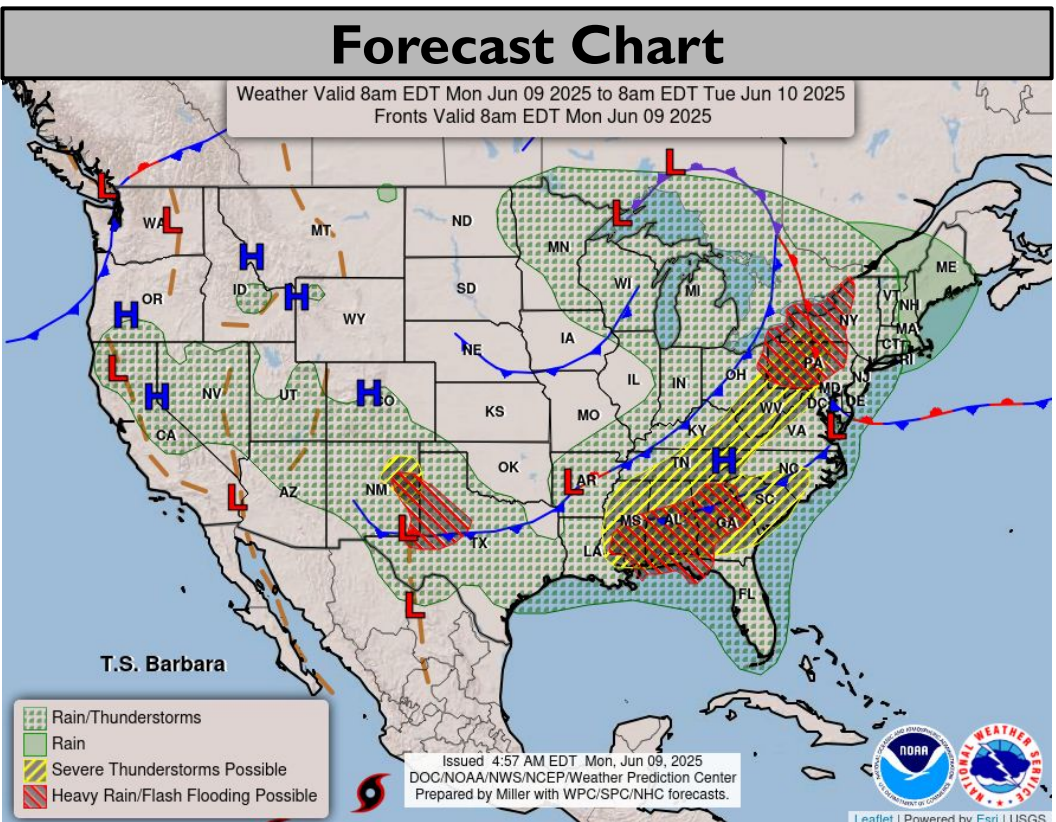 Forecast Chart
Weather Valid 8am EDT Mon Jun 09 2025 to 8am EDT Tue Jun 10 2025
Fronts Valid 8am EDT Mon Jun 09 2025
L
L
L
WA
L
MT
ND
MN
ME
H
OR
ID
H
SD
WI
MI
VT
NH
NY
MA
CT
RI
H
WY
NE
IA
PA
NJ
L
H
NV
UT
H
CO
IL
IN
OH
MD
DE
DC
WV
CA
KS
MO
KY
VA
L
AZ
NM
OK
L
AR
TN
H
NC
SC
L
L
TX
LA
MS
AL
GA
FL
L
T.S. Barbara
Rain/Thunderstorms
Rain
Severe Thunderstorms Possible
Heavy Rain/Flash Flooding Possible
Issued 4:57 AM EDT Mon, Jun 09, 2025
DOC/NOAA/NWS/NCEP/Weather Prediction Center
Prepared by Miller with WPC/SPC/NHC forecasts.
NOAA
NATIONAL WEATHER SERVICE
Leaflet | Powered by Esri | USGS